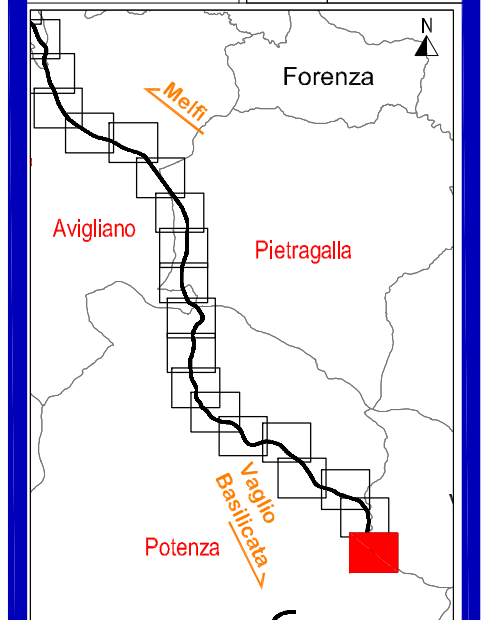 N
Forenza
Melfi
Avigliano
Pietragalla
Vaglio
Basilicata
Potenza